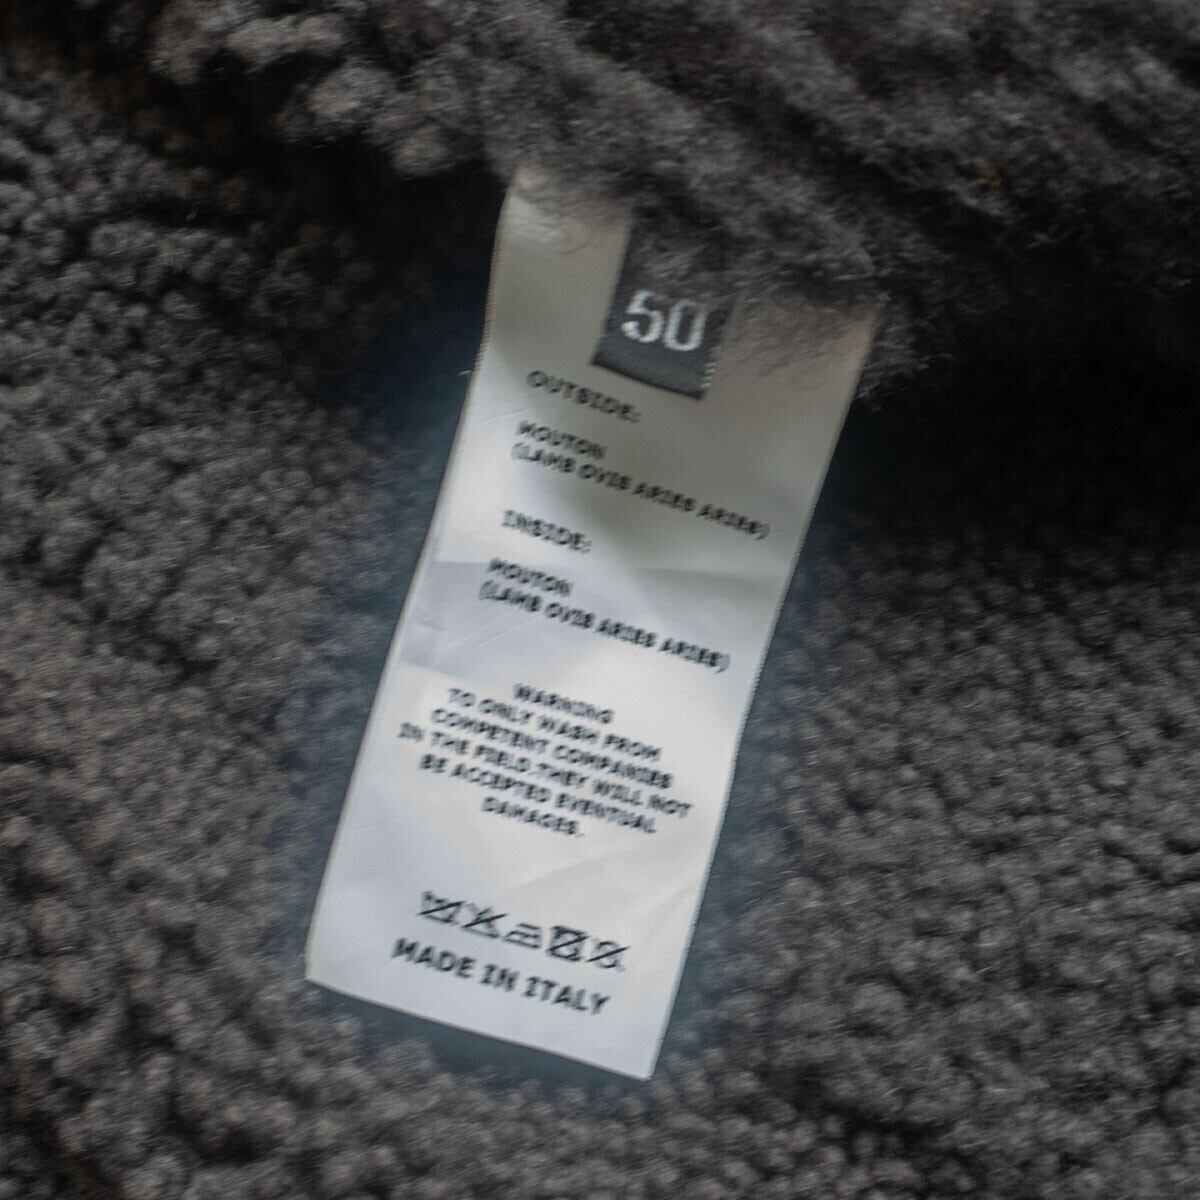 50
OUTSIDE:
MOUTON
(LAMB OVIS ARIES ARIES)
INSIDE:
MOUTON
(LAMB OVIS ARIES ARIES)
WARNING
TO ONLY WASH FROM
COMPETENT COMPANIES
IN THE FIELD.THEY WILL NOT
BE ACCEPTED EVENTUAL
DAMAGES.
MADE IN ITALY